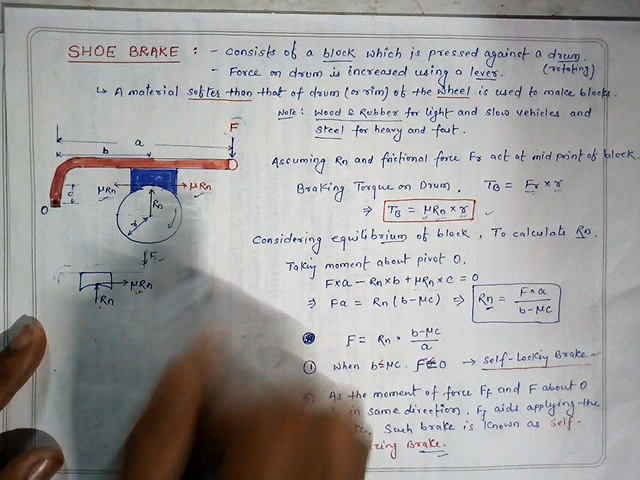 SHOE BRAKE : - Consists of a block which is pressed against a drum.
- Force on drum is increased using a lever. (rotating)
↳ A material softer than that of drum (or rim) of the wheel is used to make blocks.
Note: Wood & Rubber for light and slow vehicles and
steel for heavy and fast.
F
a
b
Assuming Rn and frictional force Fr act at mid point of block.
μRn μRn
c
O
Rn
r
Braking Torque on Drum, TB = Fr × r
⇒ TB = μRn × r
Considering equilibrium of block, To calculate Rn.
F
μRn
Rn
Taking moment about pivot O,
F×a - Rn×b + μRn×c = 0
⇒ Fa = Rn (b-μc) ⇒ Rn = F×a / b-μc
F = Rn × b-μc / a
① When b≤μc. F≤0 → Self-Locking Brake
As the moment of force Ff and F about O
in same direction. Ff aids applying the
Such brake is known as self-
Brake.